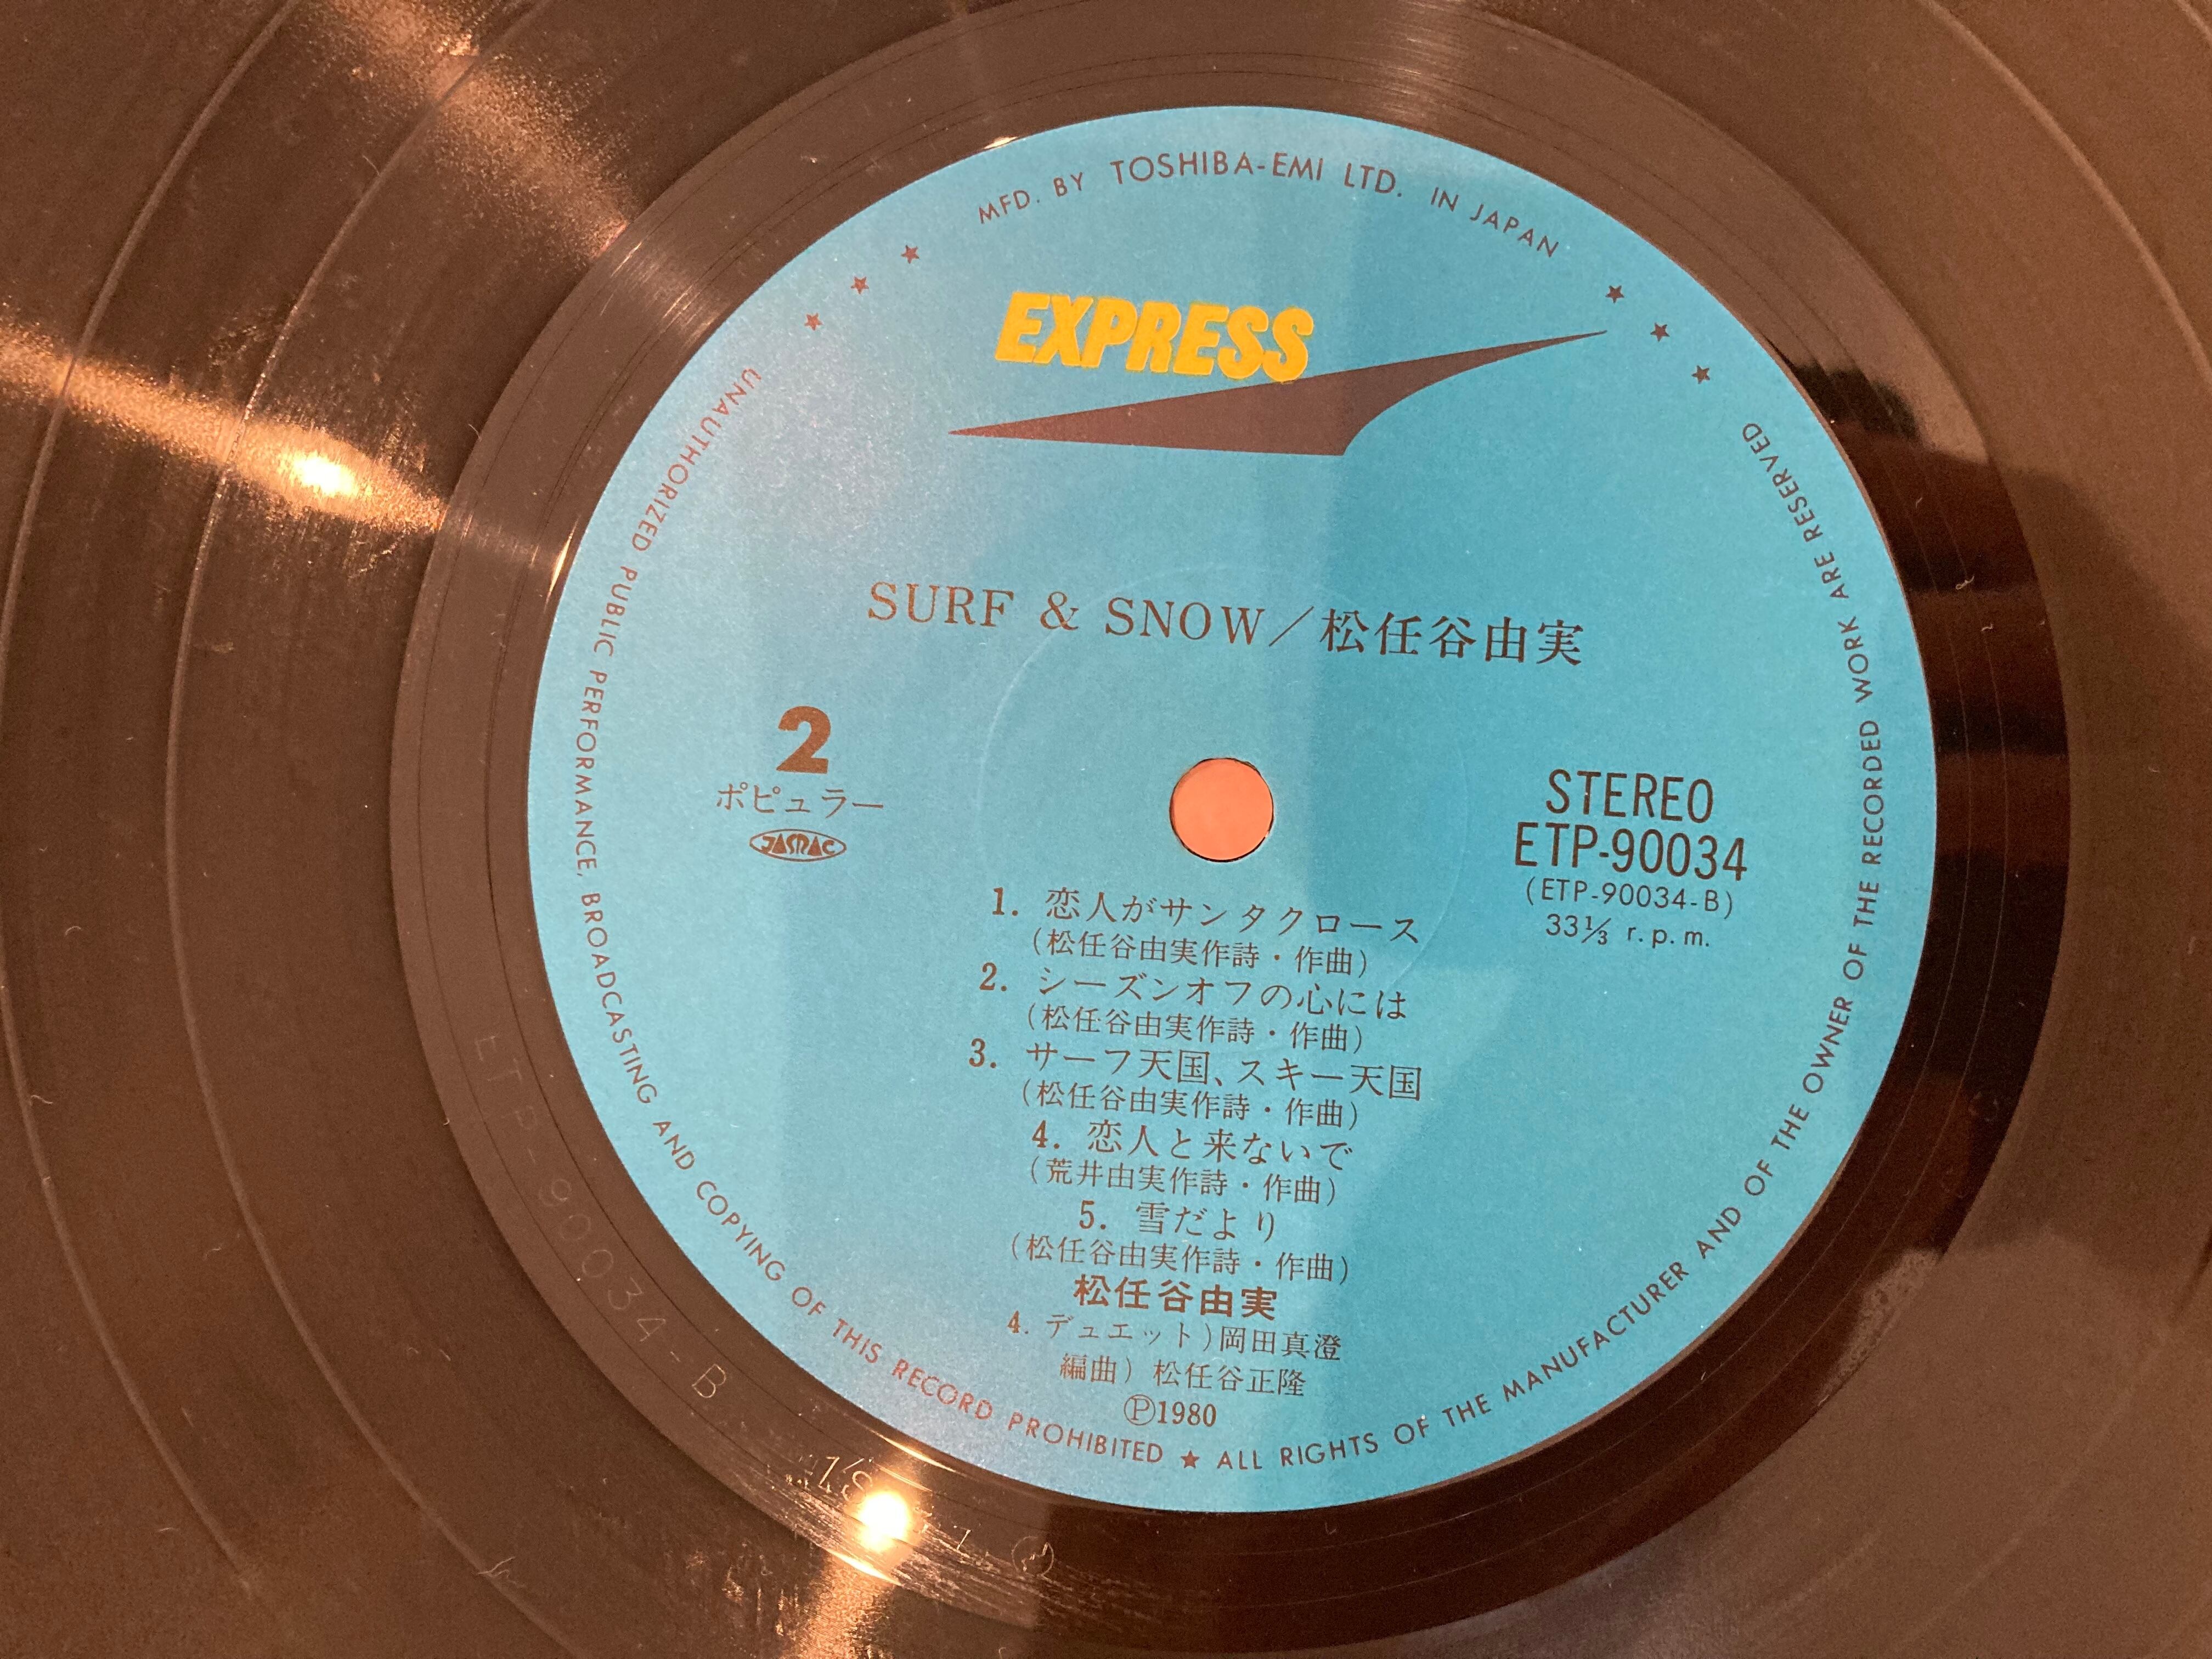 MFD. BY TOSHIBA-EMI LTD. IN JAPAN
EXPRESS
SURF & SNOW／松任谷由実
2
ポピュラー
JASRAC
STEREO
ETP-90034
(ETP-90034-B)
33⅓ r.p.m.
1. 恋人がサンタクロース
(松任谷由実作詩・作曲)
2. シーズンオフの心には
(松任谷由実作詩・作曲)
3. サーフ天国、スキー天国
(松任谷由実作詩・作曲)
4. 恋人と来ないで
(荒井由実作詩・作曲)
5. 雪だより
(松任谷由実作詩・作曲)
松任谷由実
4. デュエット)岡田真澄
編曲) 松任谷正隆
Ⓟ1980
UNAUTHORIZED PUBLIC PERFORMANCE, BROADCASTING AND COPYING OF THIS RECORD PROHIBITED ★ ALL RIGHTS OF THE MANUFACTURER AND OF THE OWNER OF THE RECORDED WORK ARE RESERVED
ETP-90034-B